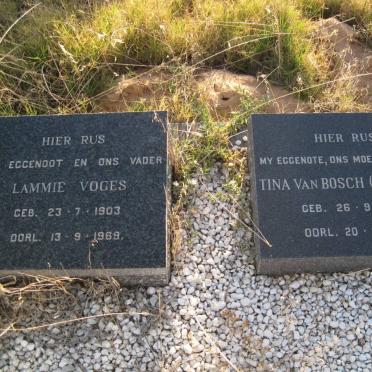 HIER RUS
EGGENOOT EN ONS VADER
LAMMIE VOGES
GEB. 23-7-1903
OORL. 13-9-1969.
HIER RUS
MY EGGENOTE, ONS MOE
TINA VAN BOSCH (
GEB. 26-9
OORL. 20-